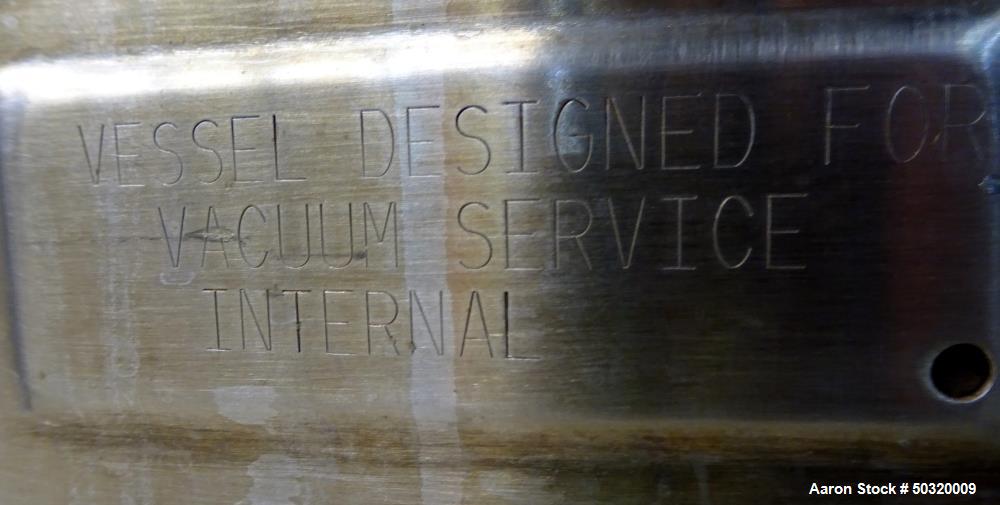 VESSEL DESIGNED FOR
VACUUM SERVICE
INTERNAL
Aaron Stock # 50320009